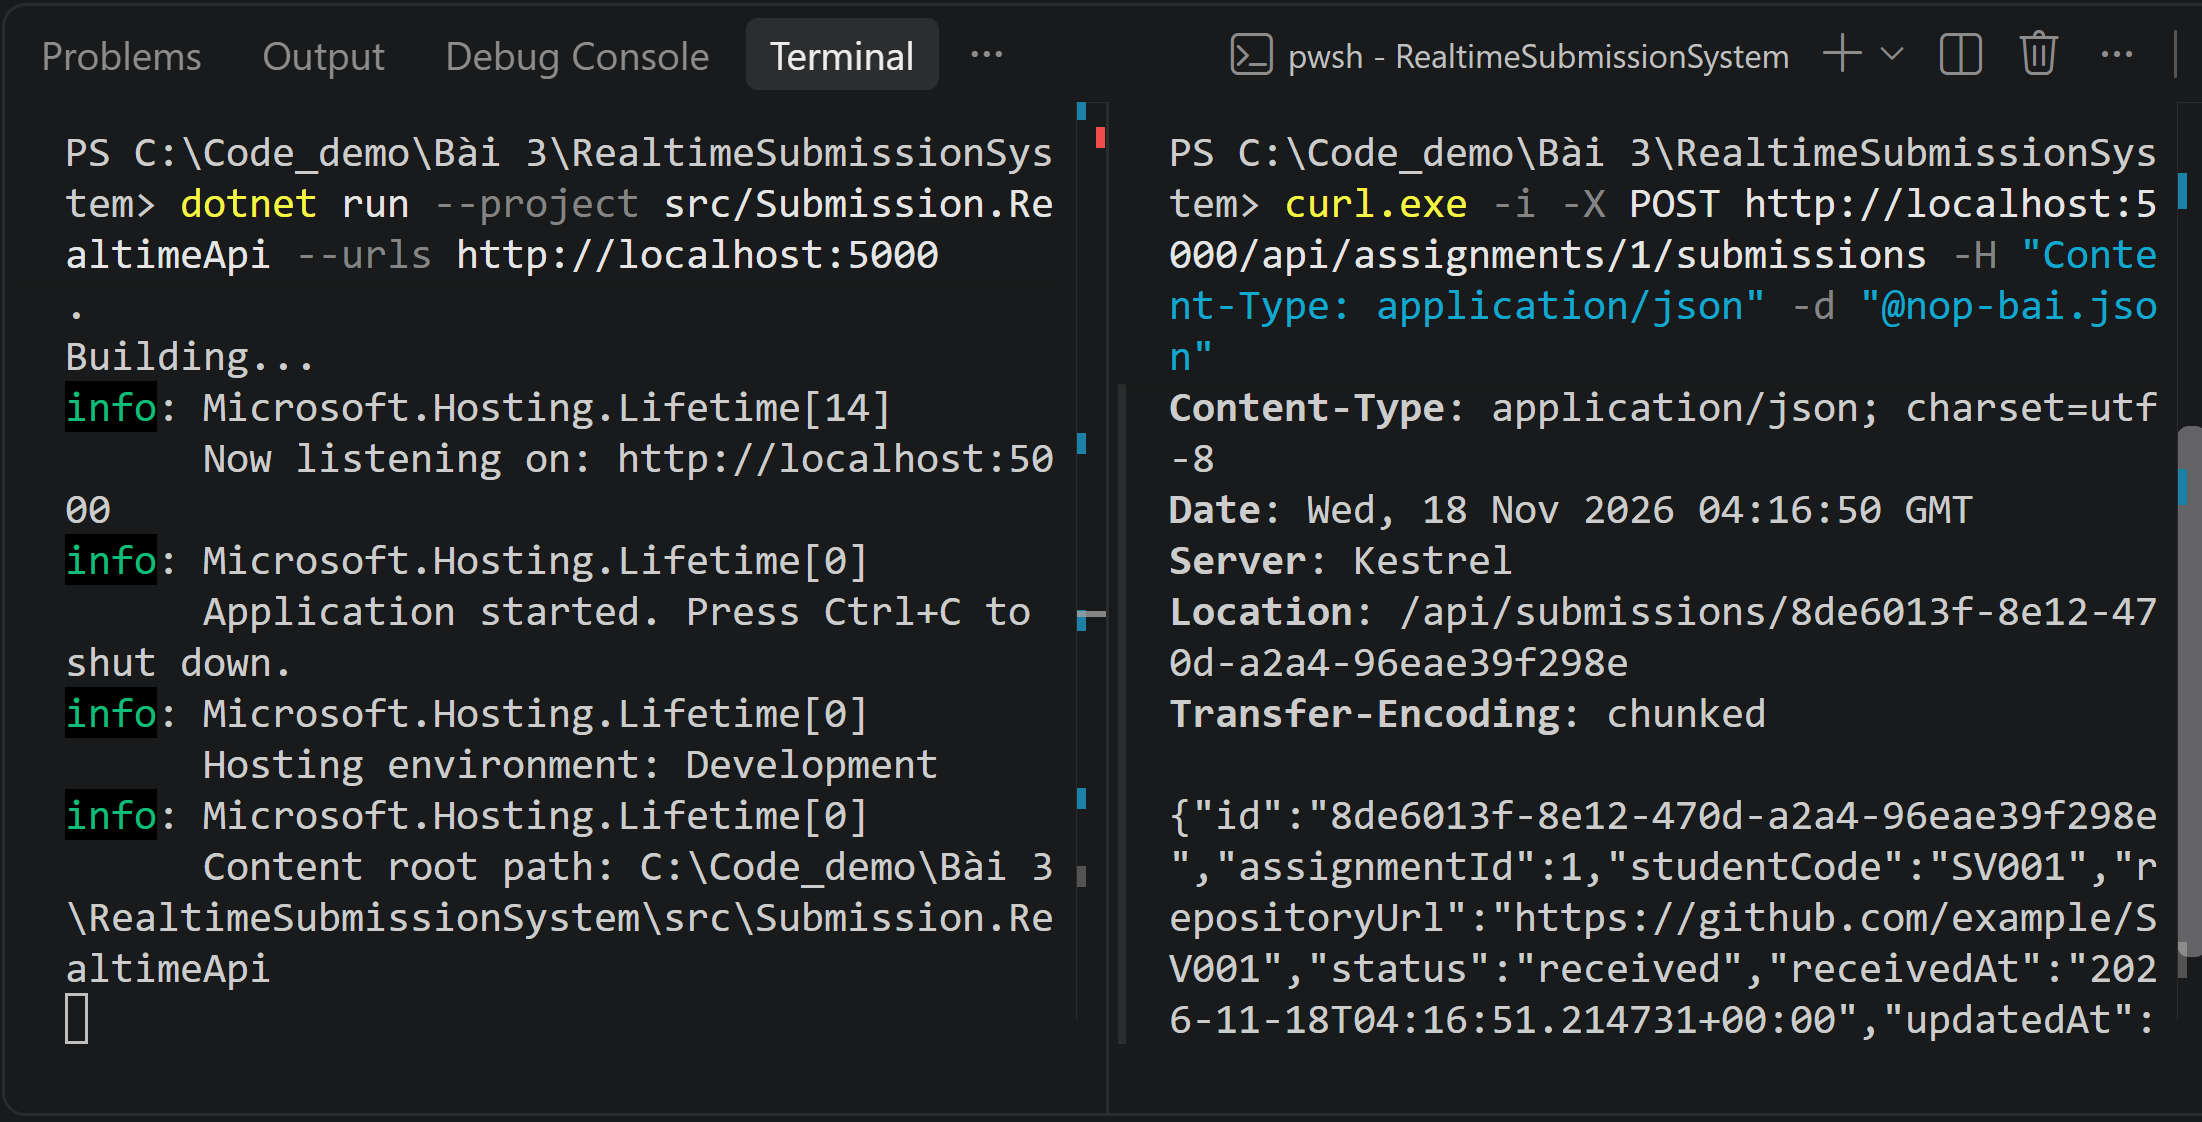 Problems Output Debug Console Terminal ··· pwsh - RealtimeSubmissionSystem ···
PS C:\Code_demo\Bài 3\RealtimeSubmissionSys
tem> dotnet run --project src/Submission.Re
altimeApi --urls http://localhost:5000
.
Building...
info: Microsoft.Hosting.Lifetime[14]
Now listening on: http://localhost:50
00
info: Microsoft.Hosting.Lifetime[0]
Application started. Press Ctrl+C to
shut down.
info: Microsoft.Hosting.Lifetime[0]
Hosting environment: Development
info: Microsoft.Hosting.Lifetime[0]
Content root path: C:\Code_demo\Bài 3
\RealtimeSubmissionSystem\src\Submission.Re
altimeApi
PS C:\Code_demo\Bài 3\RealtimeSubmissionSys
tem> curl.exe -i -X POST http://localhost:5
000/api/assignments/1/submissions -H "Conte
nt-Type: application/json" -d "@nop-bai.jso
n"
Content-Type: application/json; charset=utf
-8
Date: Wed, 18 Nov 2026 04:16:50 GMT
Server: Kestrel
Location: /api/submissions/8de6013f-8e12-47
0d-a2a4-96eae39f298e
Transfer-Encoding: chunked
{"id":"8de6013f-8e12-470d-a2a4-96eae39f298e
","assignmentId":1,"studentCode":"SV001","r
epositoryUrl":"https://github.com/example/S
V001","status":"received","receivedAt":"202
6-11-18T04:16:51.214731+00:00","updatedAt":